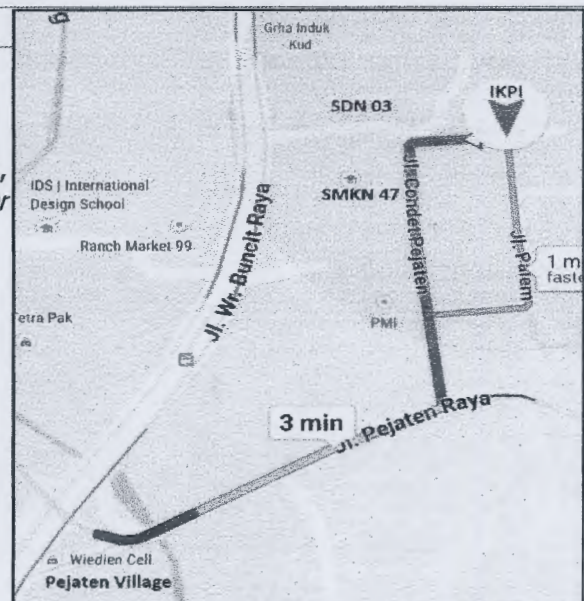 g
Grha Induk
Kud
SDN 03
IKPI
,
r
IDS | International
Design School
SMKN 47
Ranch Market 99
Jl. Wr. Buncit Raya
Jl. Condet Pejaten
Jl. Palem
1 m
faste
Tetra Pak
PMI
3 min
Jl. Pejaten Raya
Wiedien Cell
Pejaten Village